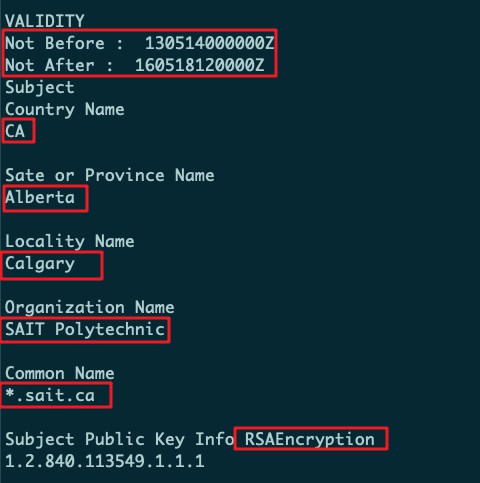 VALIDITY
Not Before :  130514000000Z
Not After :  160518120000Z
Subject
Country Name
CA
Sate or Province Name
Alberta
Locality Name
Calgary
Organization Name
SAIT Polytechnic
Common Name
*.sait.ca
Subject Public Key Info RSAEncryption
1.2.840.113549.1.1.1